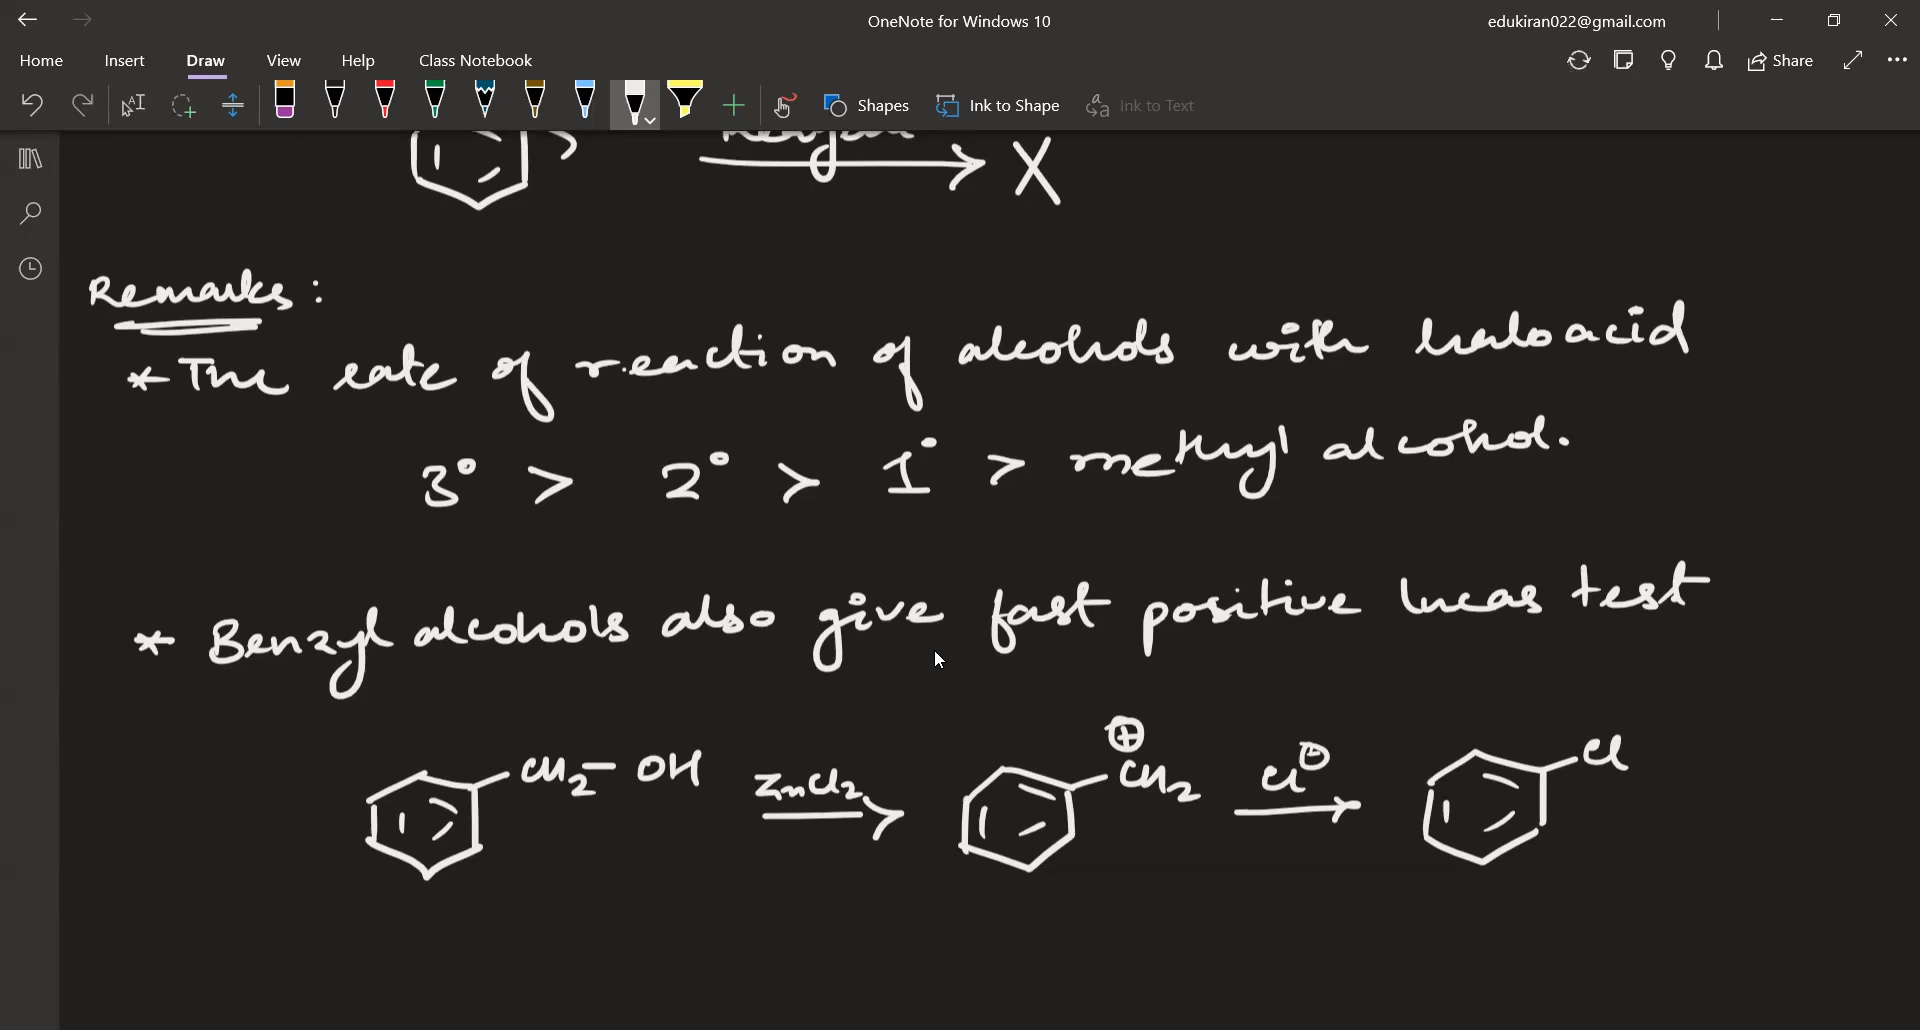 OneNote for Windows 10
edukiran022@gmail.com
Home Insert Draw View Help Class Notebook
Share
Shapes Ink to Shape Ink to Text
X
Remarks :
* The rate of reaction of alcohols with haloacid
3° > 2° > 1° > methyl alcohol.
* Benzyl alcohols also give fast positive lucas test
CH2 - OH ZnCl2 ⊕ CH2 Cl⊖ Cl